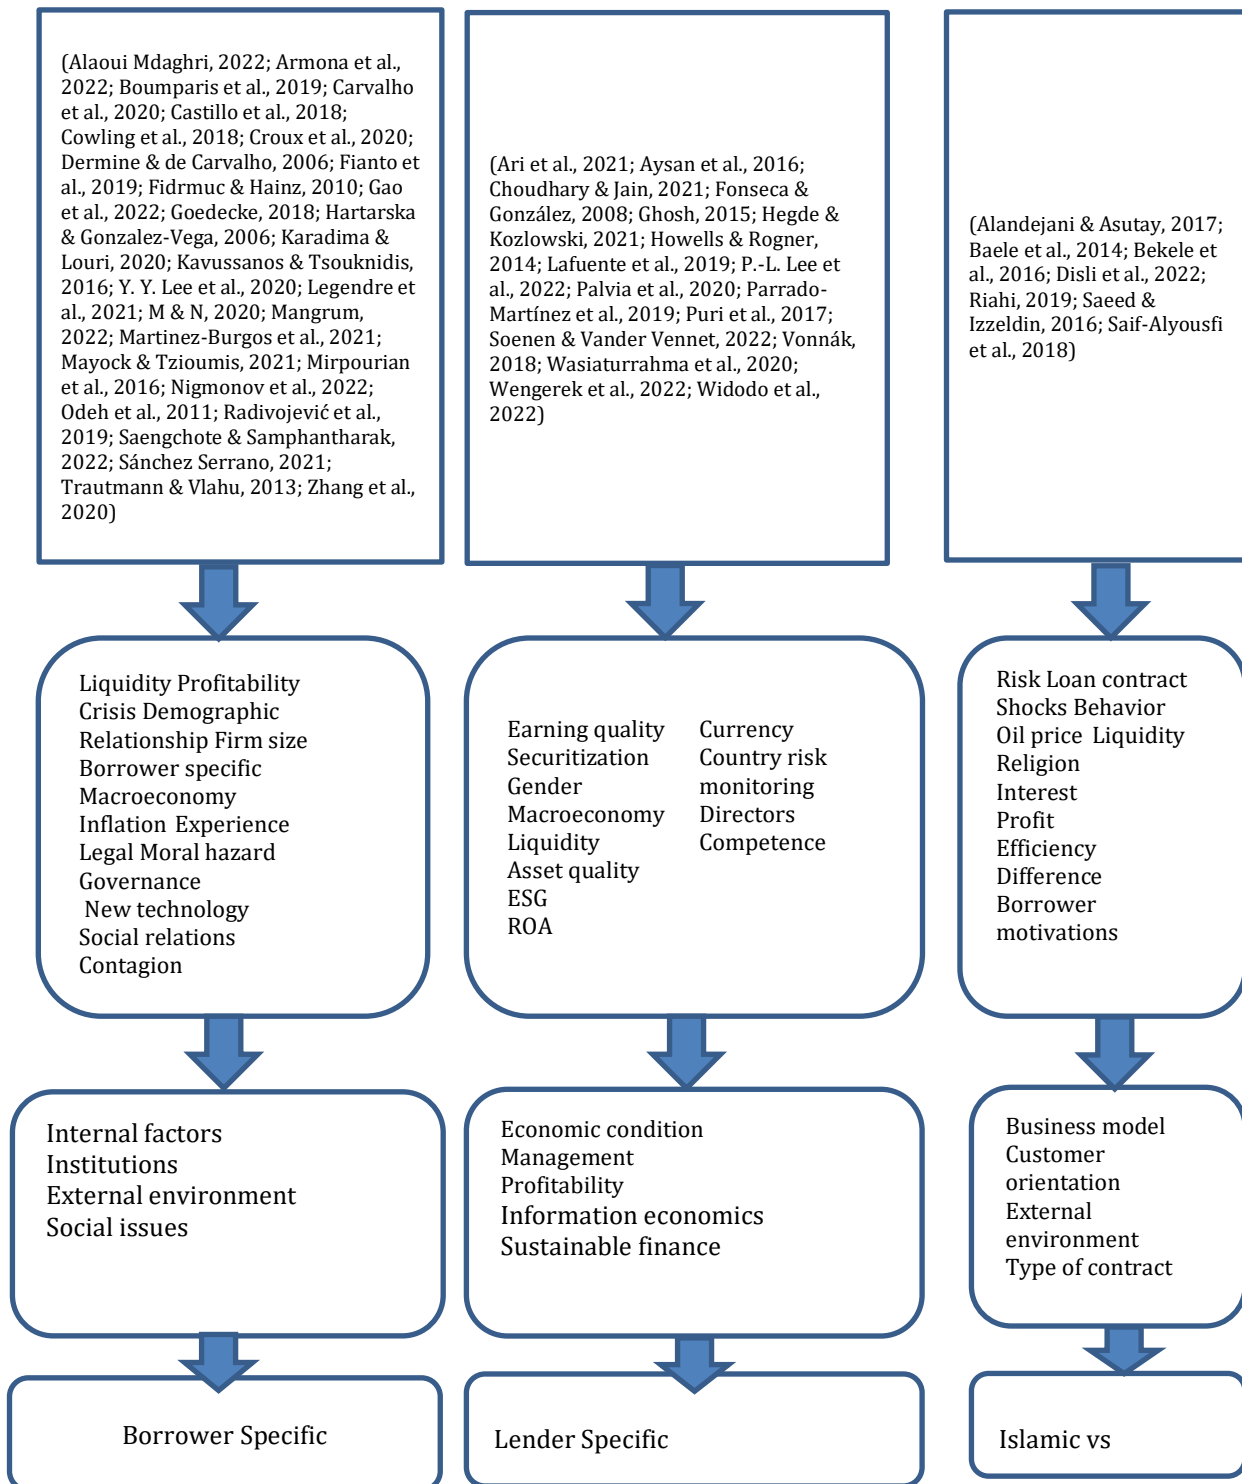 (Alaoui Mdaghri, 2022; Armona et al.,
2022; Boumparis et al., 2019; Carvalho
et al., 2020; Castillo et al., 2018;
Cowling et al., 2018; Croux et al., 2020;
Dermine & de Carvalho, 2006; Fianto et
al., 2019; Fidrmuc & Hainz, 2010; Gao
et al., 2022; Goedecke, 2018; Hartarska
& Gonzalez-Vega, 2006; Karadima &
Louri, 2020; Kavussanos & Tsouknidis,
2016; Y. Y. Lee et al., 2020; Legendre et
al., 2021; M & N, 2020; Mangrum,
2022; Martinez-Burgos et al., 2021;
Mayock & Tzioumis, 2021; Mirpourian
et al., 2016; Nigmonov et al., 2022;
Odeh et al., 2011; Radivojević et al.,
2019; Saengchote & Samphantharak,
2022; Sánchez Serrano, 2021;
Trautmann & Vlahu, 2013; Zhang et al.,
2020)
(Ari et al., 2021; Aysan et al., 2016;
Choudhary & Jain, 2021; Fonseca &
González, 2008; Ghosh, 2015; Hegde &
Kozlowski, 2021; Howells & Rogner,
2014; Lafuente et al., 2019; P.-L. Lee et
al., 2022; Palvia et al., 2020; Parrado-
Martínez et al., 2019; Puri et al., 2017;
Soenen & Vander Vennet, 2022; Vonnák,
2018; Wasiaturrahma et al., 2020;
Wengerek et al., 2022; Widodo et al.,
2022)
(Alandejani & Asutay, 2017;
Baele et al., 2014; Bekele et
al., 2016; Disli et al., 2022;
Riahi, 2019; Saeed &
Izzeldin, 2016; Saif-Alyousfi
et al., 2018)
Liquidity Profitability
Crisis Demographic
Relationship Firm size
Borrower specific
Macroeconomy
Inflation Experience
Legal Moral hazard
Governance
New technology
Social relations
Contagion
Earning quality
Securitization
Gender
Macroeconomy
Liquidity
Asset quality
ESG
ROA
Currency
Country risk
monitoring
Directors
Competence
Risk Loan contract
Shocks Behavior
Oil price Liquidity
Religion
Interest
Profit
Efficiency
Difference
Borrower
motivations
Internal factors
Institutions
External environment
Social issues
Economic condition
Management
Profitability
Information economics
Sustainable finance
Business model
Customer
orientation
External
environment
Type of contract
Borrower Specific
Lender Specific
Islamic vs